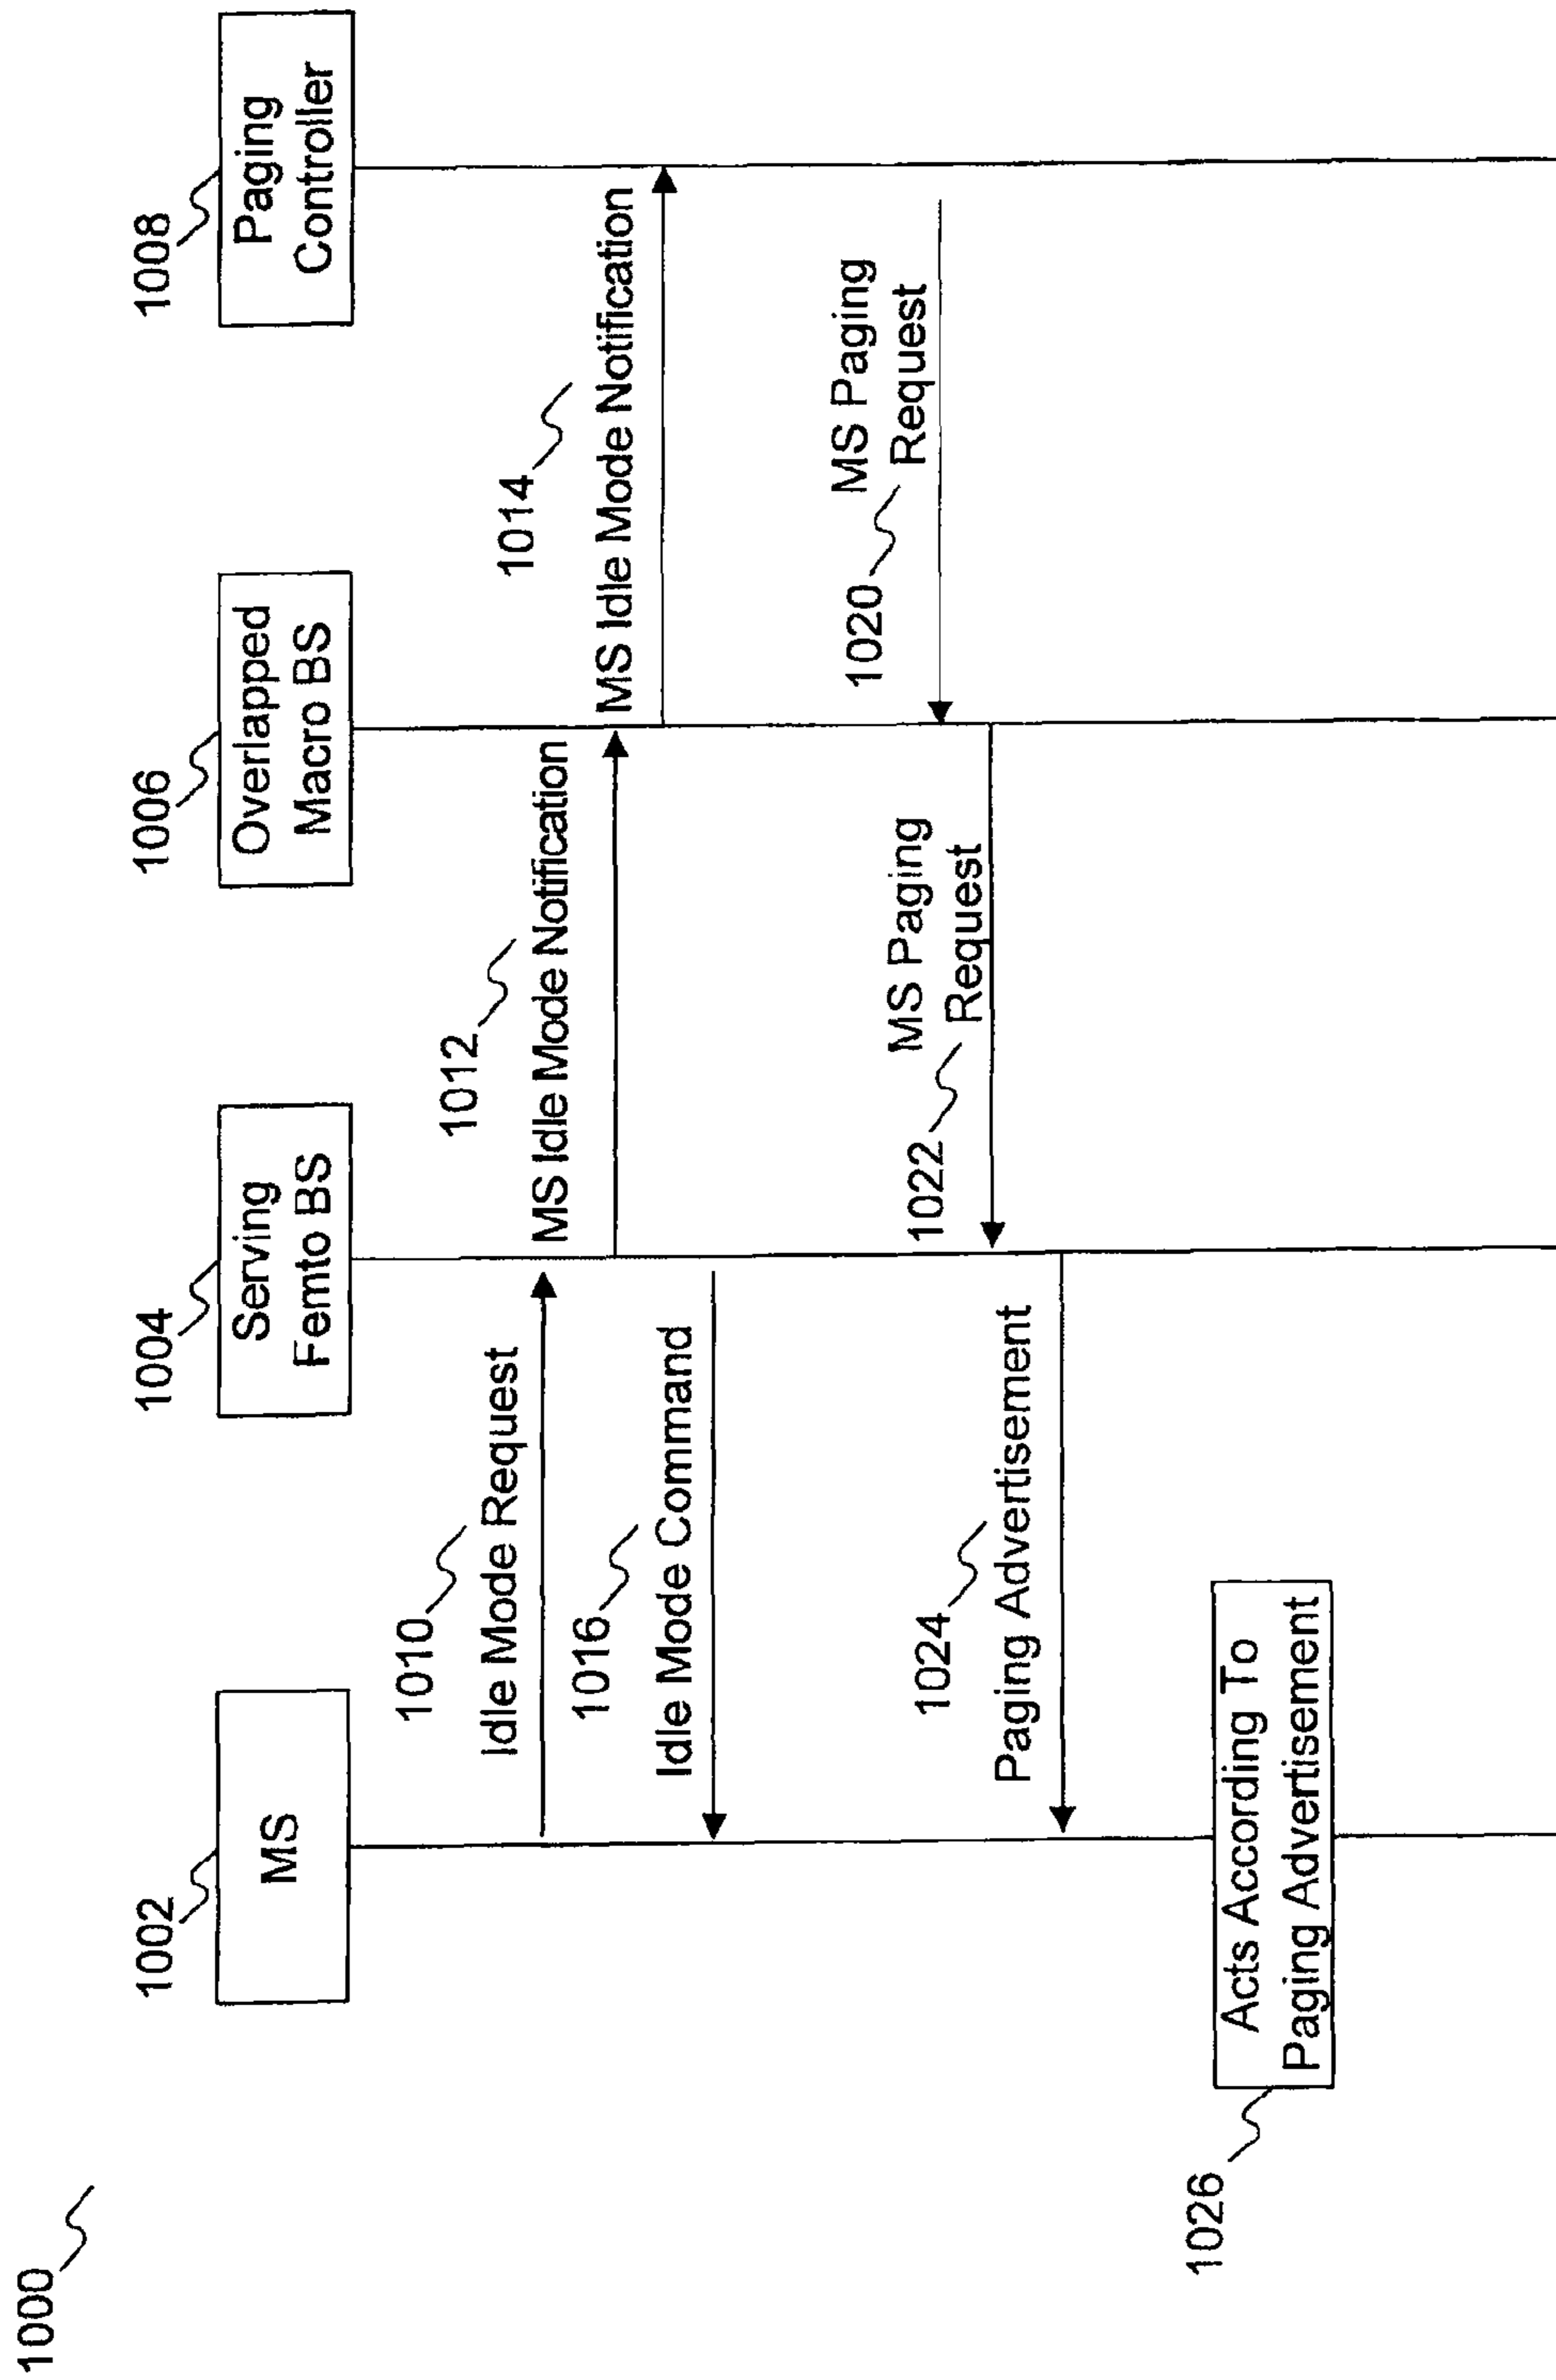 1000
1002
MS
1004
Serving
Femto BS
1006
Overlapped
Macro BS
1008
Paging
Controller
1010
Idle Mode Request
1012
MS Idle Mode Notification
1014
MS Idle Mode Notification
1016
Idle Mode Command
1020
MS Paging
Request
1022
MS Paging
Request
1024
Paging Advertisement
1026
Acts According To
Paging Advertisement